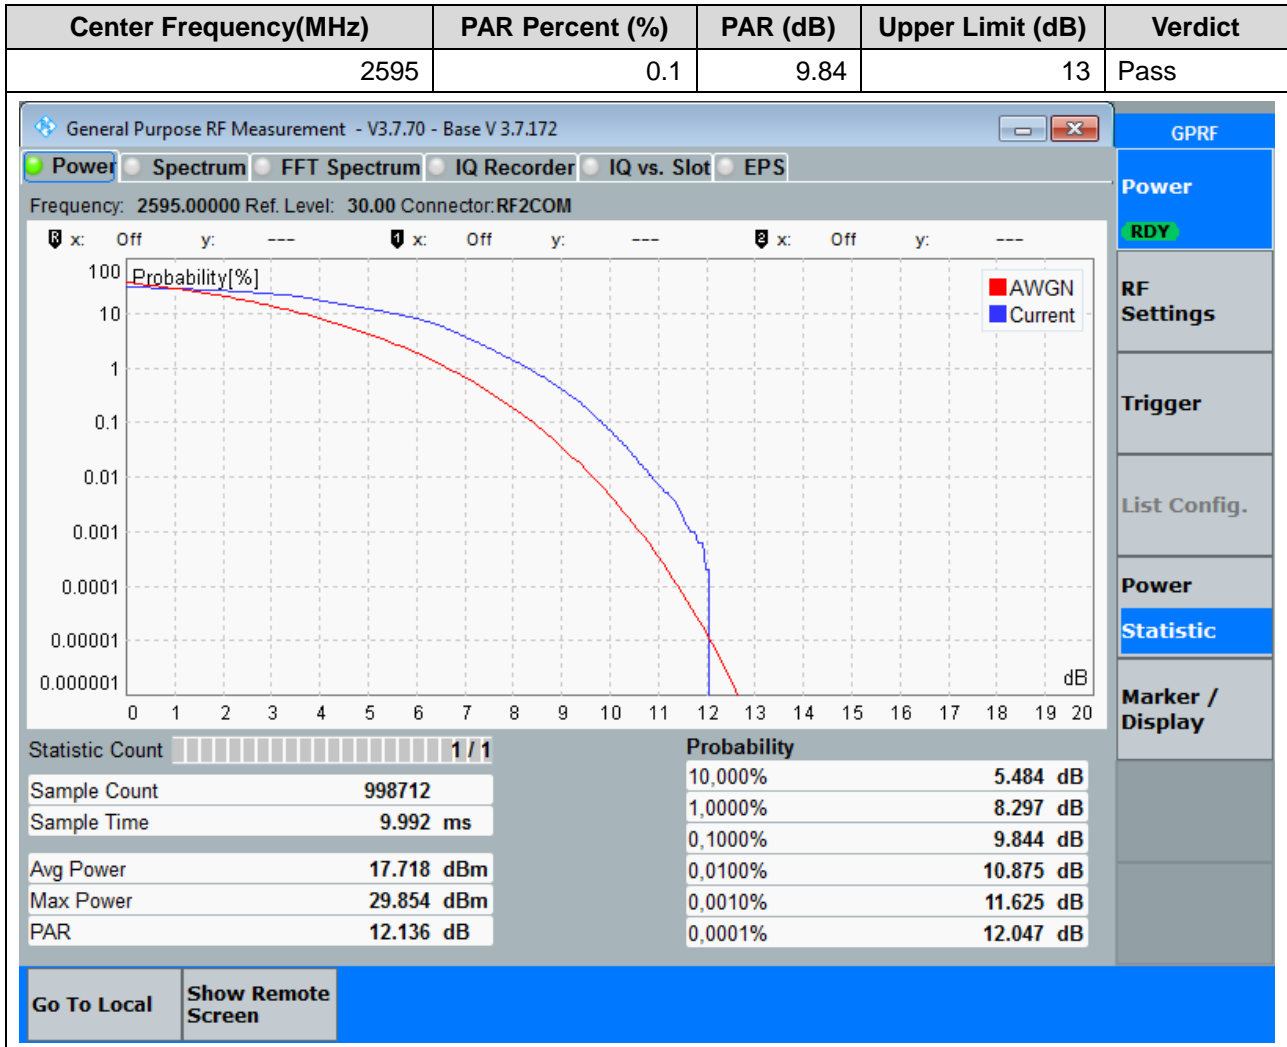 Center Frequency(MHz) PAR Percent (%) PAR (dB) Upper Limit (dB) Verdict
2595 0.1 9.84 13 Pass
General Purpose RF Measurement - V3.7.70 - Base V 3.7.172
GPRF
Power Spectrum FFT Spectrum IQ Recorder IQ vs. Slot EPS
Power
RDY
Frequency: 2595.00000 Ref. Level: 30.00 Connector:RF2COM
R x: Off y: --- 1 x: Off y: --- 2 x: Off y: ---
RF
Settings
Trigger
List Config.
Power
Statistic
Marker /
Display
Probability[%]
AWGN
Current
100
10
1
0.1
0.01
0.001
0.0001
0.00001
0.000001
dB
0 1 2 3 4 5 6 7 8 9 10 11 12 13 14 15 16 17 18 19 20
Statistic Count 1 / 1
Sample Count 998712
Sample Time 9.992 ms
Avg Power 17.718 dBm
Max Power 29.854 dBm
PAR 12.136 dB
Probability
10,000% 5.484 dB
1,0000% 8.297 dB
0,1000% 9.844 dB
0,0100% 10.875 dB
0,0010% 11.625 dB
0,0001% 12.047 dB
Go To Local
Show Remote
Screen